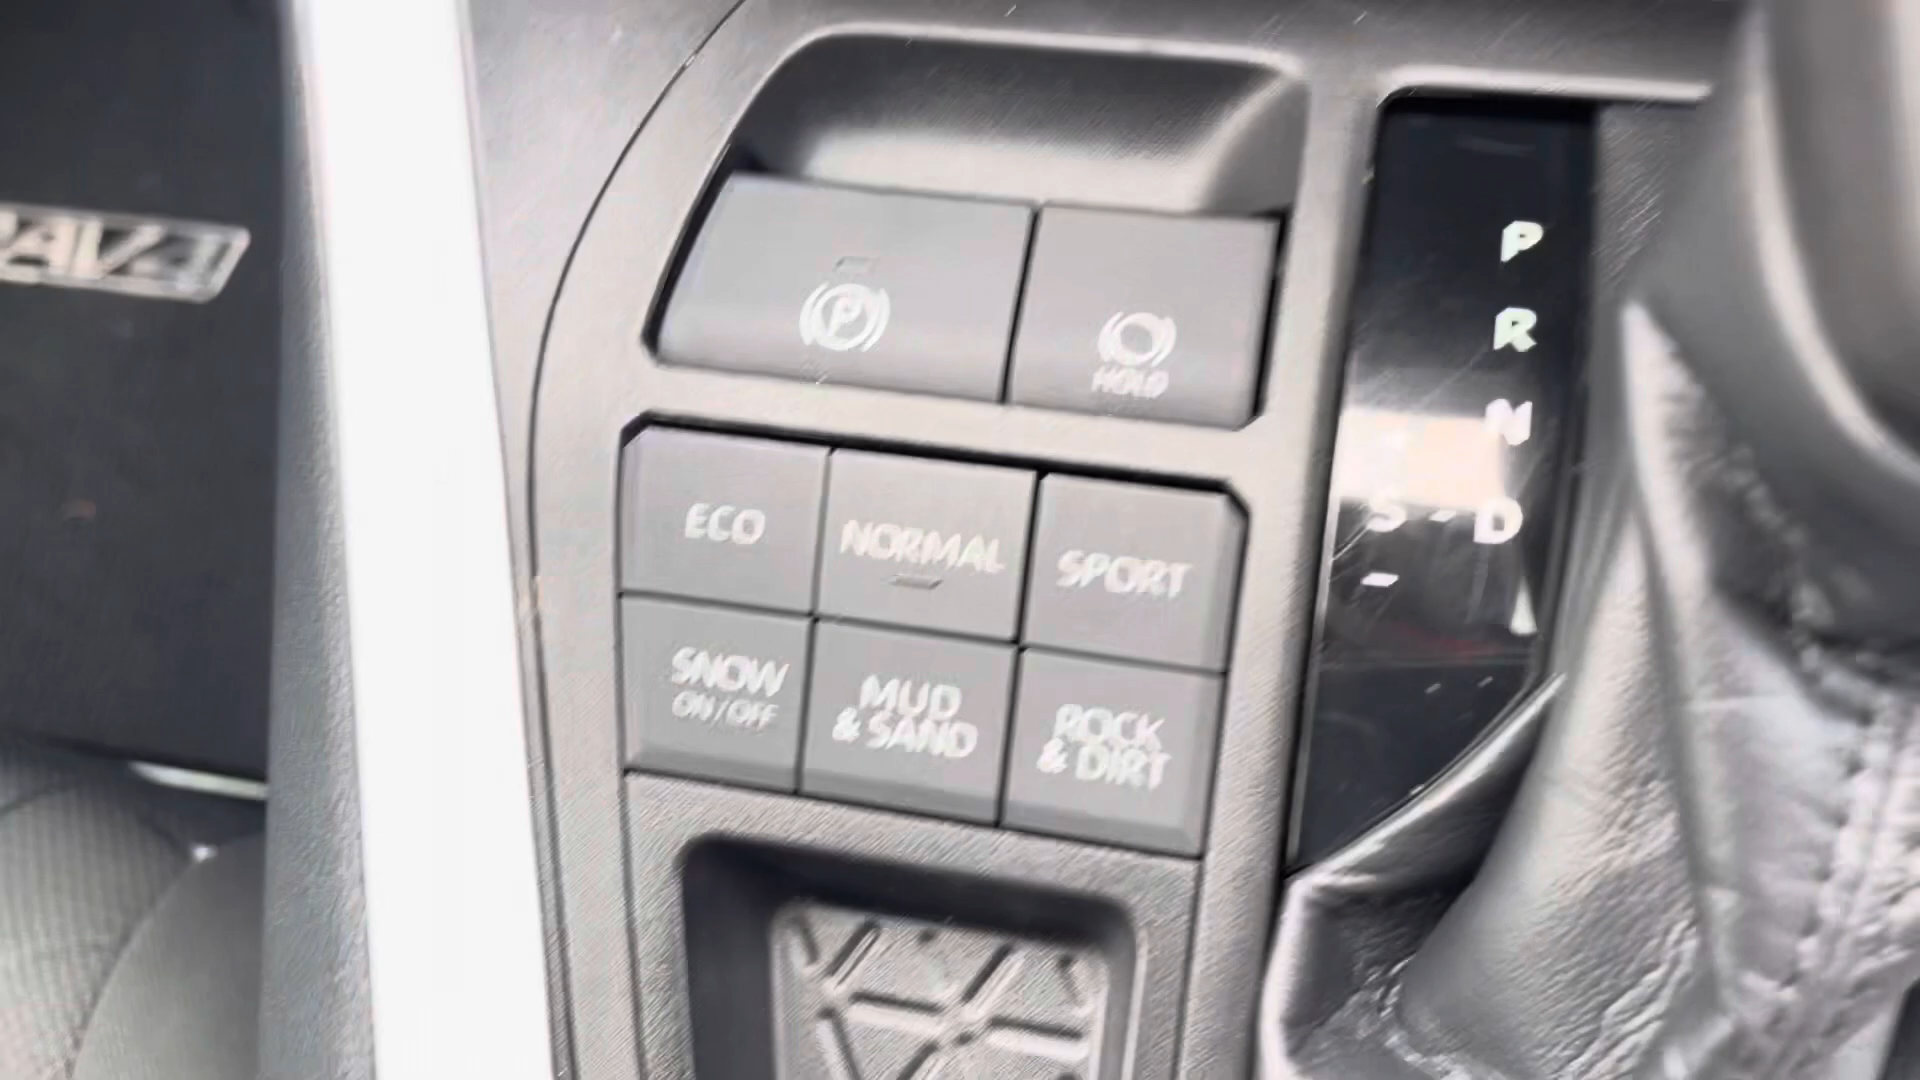 RAV4
P
HOLD
P
R
N
S - D
-
ECO
NORMAL
SPORT
SNOW
ON/OFF
MUD
& SAND
ROCK
& DIRT